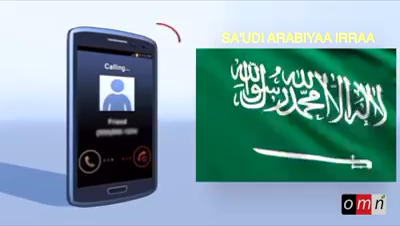 SA'UDI ARABIYAA IRRAA
Calling...
Friend
لا إله إلا الله محمد رسول الله
omn